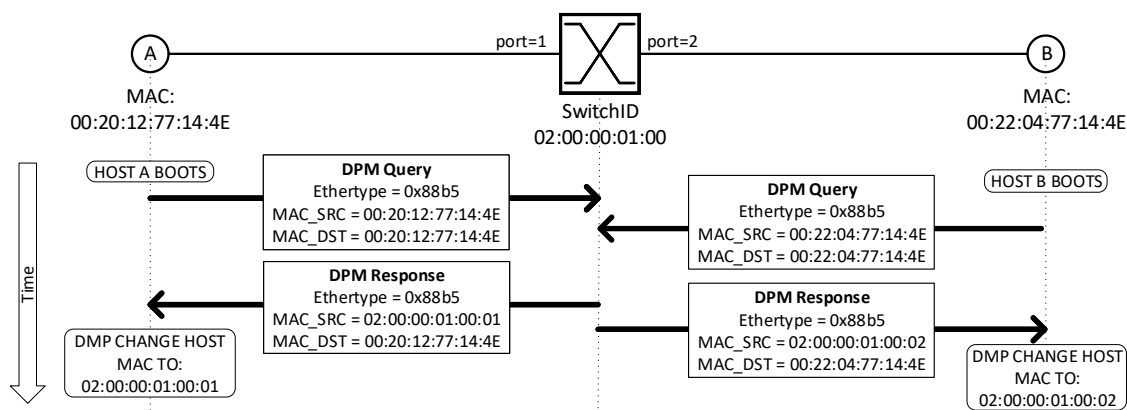 A
port=1
port=2
B
MAC:
00:20:12:77:14:4E
SwitchID
02:00:00:01:00
MAC:
00:22:04:77:14:4E
Time
HOST A BOOTS
DPM Query
Ethertype = 0x88b5
MAC_SRC = 00:20:12:77:14:4E
MAC_DST = 00:20:12:77:14:4E
HOST B BOOTS
DPM Query
Ethertype = 0x88b5
MAC_SRC = 00:22:04:77:14:4E
MAC_DST = 00:22:04:77:14:4E
DPM Response
Ethertype = 0x88b5
MAC_SRC = 02:00:00:01:00:01
MAC_DST = 00:20:12:77:14:4E
DPM Response
Ethertype = 0x88b5
MAC_SRC = 02:00:00:01:00:02
MAC_DST = 00:22:04:77:14:4E
DMP CHANGE HOST
MAC TO:
02:00:00:01:00:01
DMP CHANGE HOST
MAC TO:
02:00:00:01:00:02